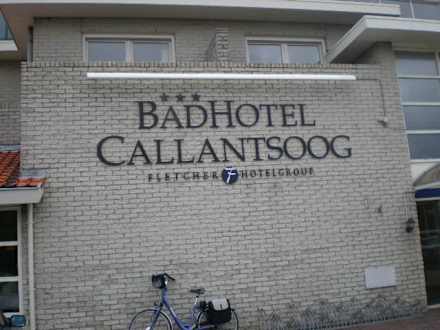 ★★★
BADHOTEL
CALLANTSOOG
FLETCHER F HOTELGROUP